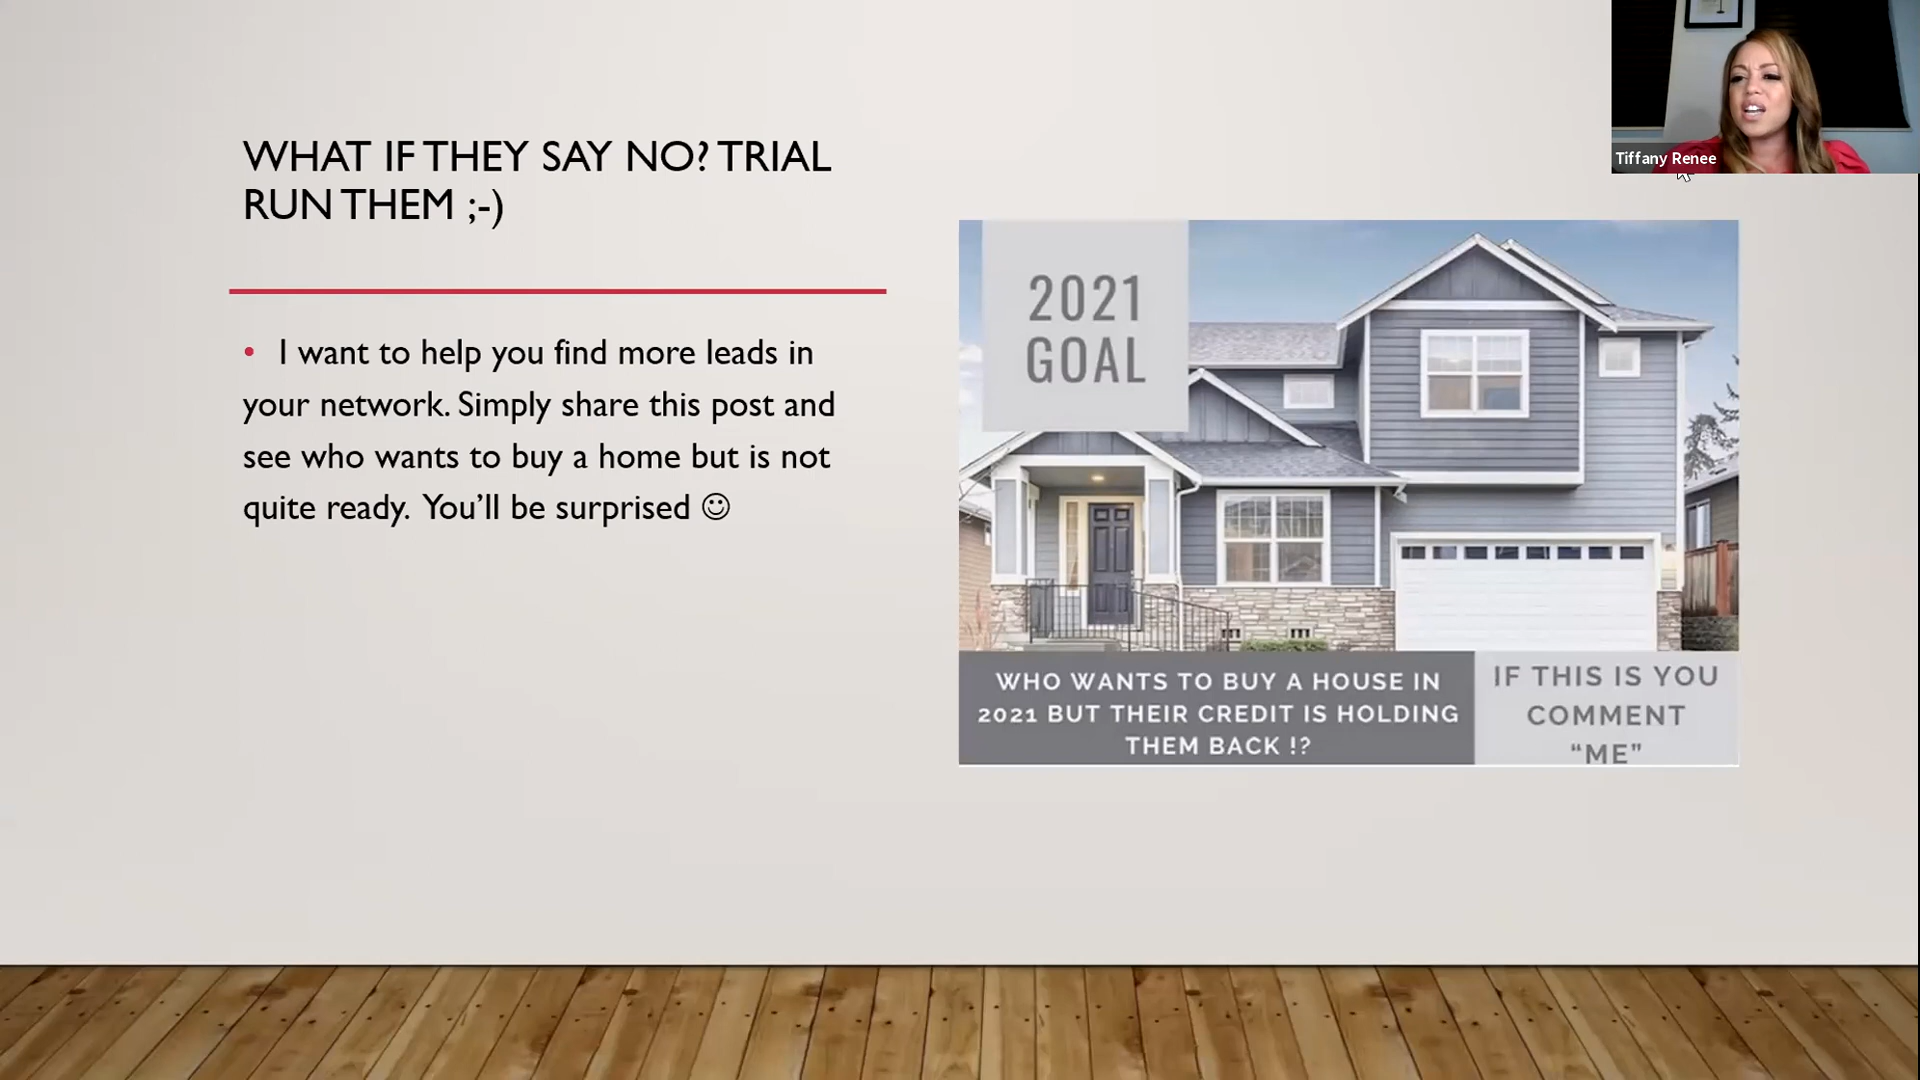 WHAT IF THEY SAY NO? TRIAL
RUN THEM ;-)
• I want to help you find more leads in
your network. Simply share this post and
see who wants to buy a home but is not
quite ready. You’ll be surprised ☺
Tiffany Renee
2021
GOAL
WHO WANTS TO BUY A HOUSE IN
2021 BUT THEIR CREDIT IS HOLDING
THEM BACK !?
IF THIS IS YOU
COMMENT
“ME”